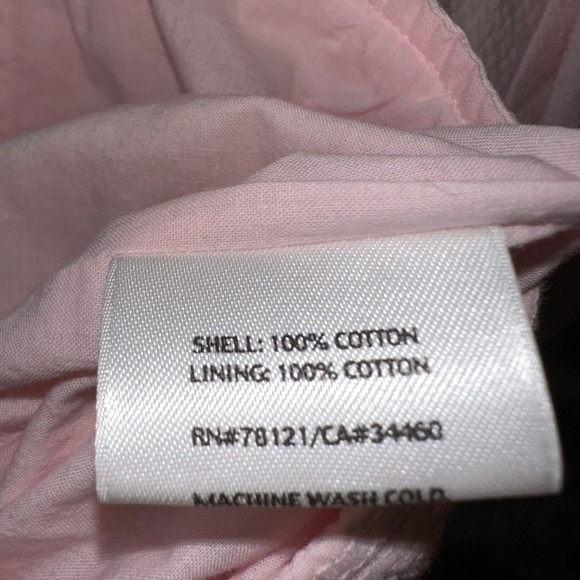 SHELL: 100% COTTON
LINING: 100% COTTON
RN#78121/CA#34460
MACHINE WASH COLD